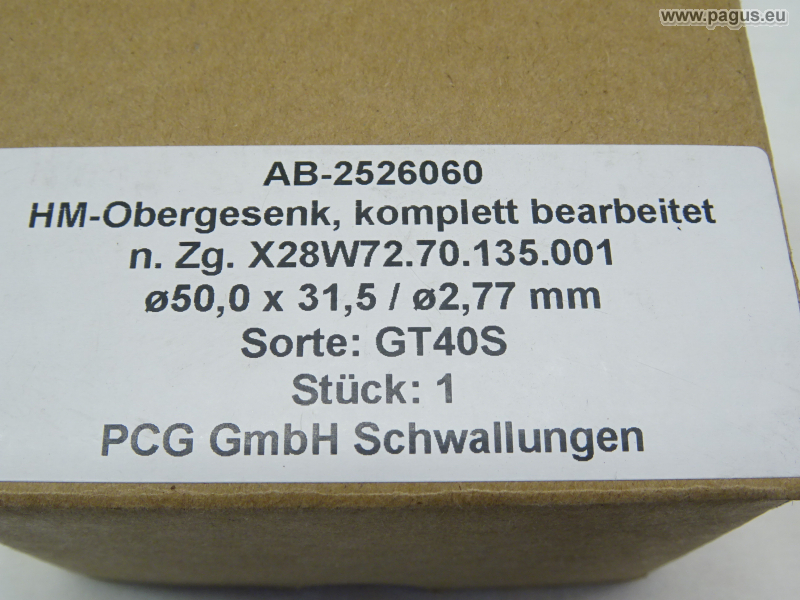 www.pagus.eu
AB-2526060
HM-Obergesenk, komplett bearbeitet
n. Zg. X28W72.70.135.001
ø50,0 x 31,5 / ø2,77 mm
Sorte: GT40S
Stück: 1
PCG GmbH Schwallungen